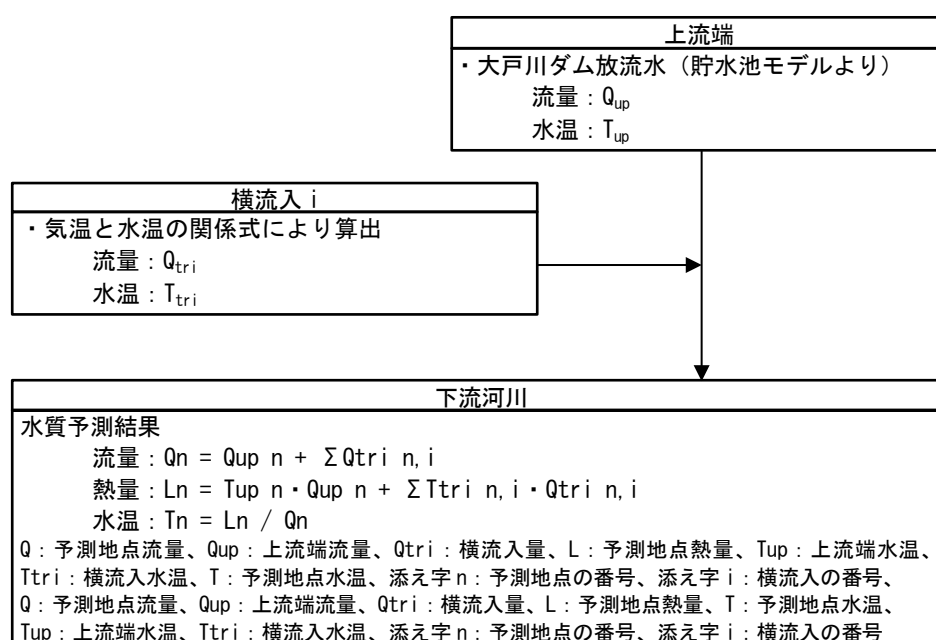 上流端
・大戸川ダム放流水（貯水池モデルより）
流量：Qup
水温：Tup
横流入 i
・気温と水温の関係式により算出
流量：Qtri
水温：Ttri
下流河川
水質予測結果
流量：Qn = Qup n + ΣQtri n,i
熱量：Ln = Tup n・Qup n + ΣTtri n,i・Qtri n,i
水温：Tn = Ln / Qn
Q：予測地点流量、Qup：上流端流量、Qtri：横流入量、L：予測地点熱量、Tup：上流端水温、
Ttri：横流入水温、T：予測地点水温、添え字 n：予測地点の番号、添え字 i：横流入の番号、
Q：予測地点流量、Qup：上流端流量、Qtri：横流入量、L：予測地点熱量、T：予測地点水温、
Tup：上流端水温、Ttri：横流入水温、添え字 n：予測地点の番号、添え字 i：横流入の番号